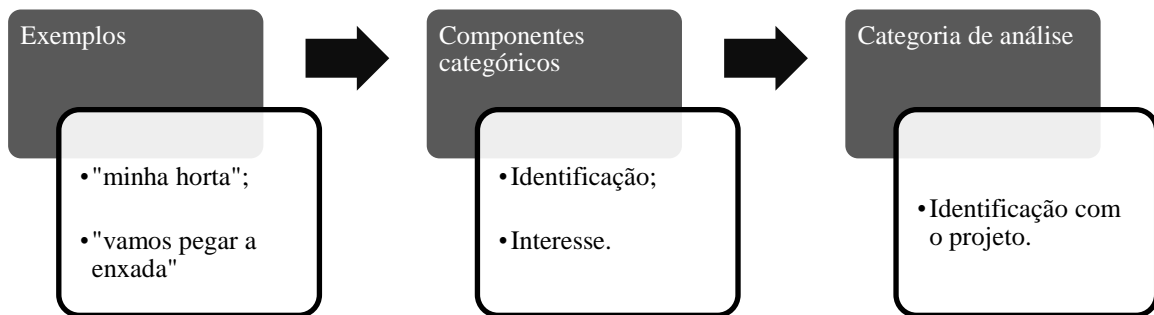 Exemplos
•"minha horta";
•"vamos pegar a
enxada"
Componentes
categóricos
•Identificação;
•Interesse.
Categoria de análise
•Identificação com
o projeto.